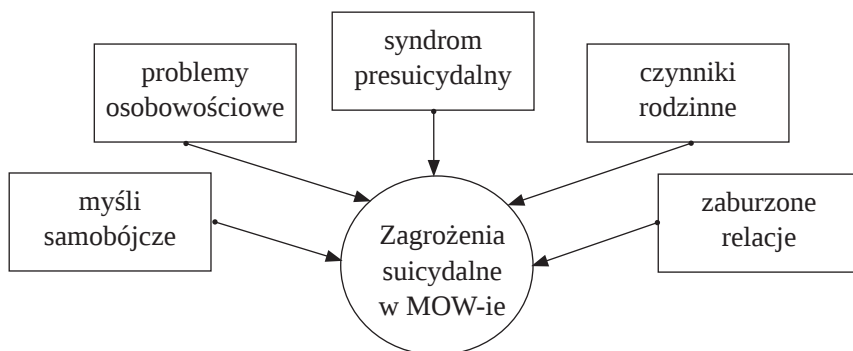 syndrom
presuicydalny
problemy
osobowościowe
czynniki
rodzinne
myśli
samobójcze
zaburzone
relacje
Zagrożenia
suicydalne
w MOW-ie